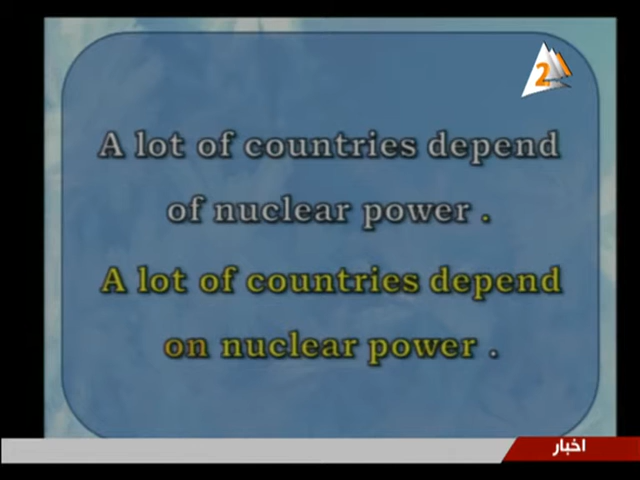 2
A lot of countries depend
of nuclear power .
A lot of countries depend
on nuclear power .
اخبار